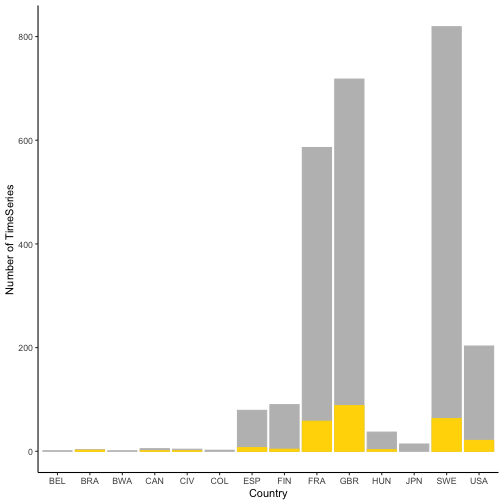 800
600
400
200
0
Number of TimeSeries
BEL BRA BWA CAN CIV COL ESP FIN FRA GBR HUN JPN SWE USA
Country